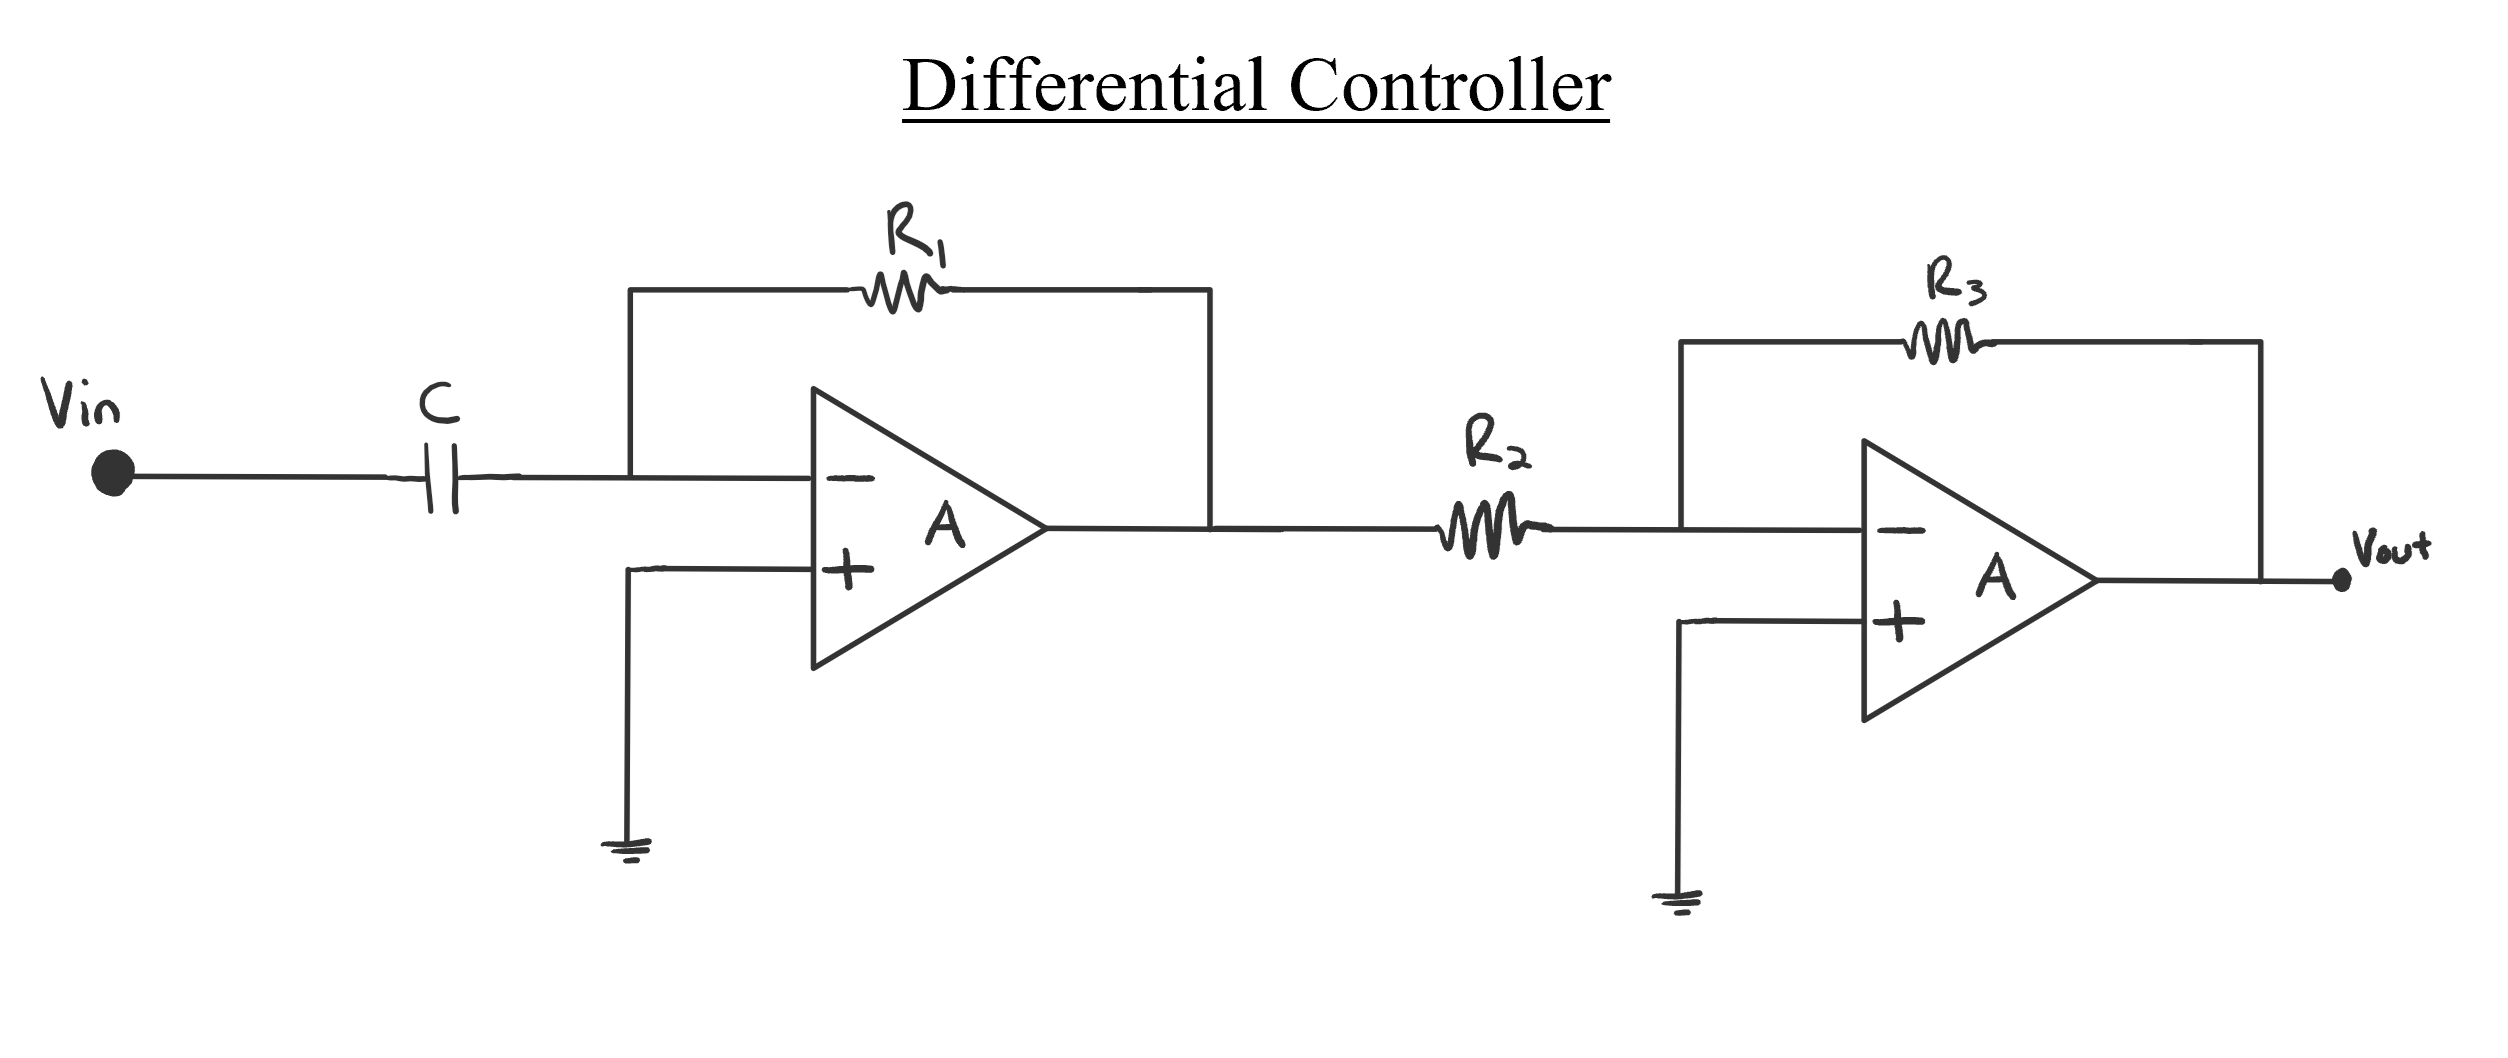 Differential Controller
R₁
R₃
Vin
C
R₂
−
A
+
−
A
+
Vout